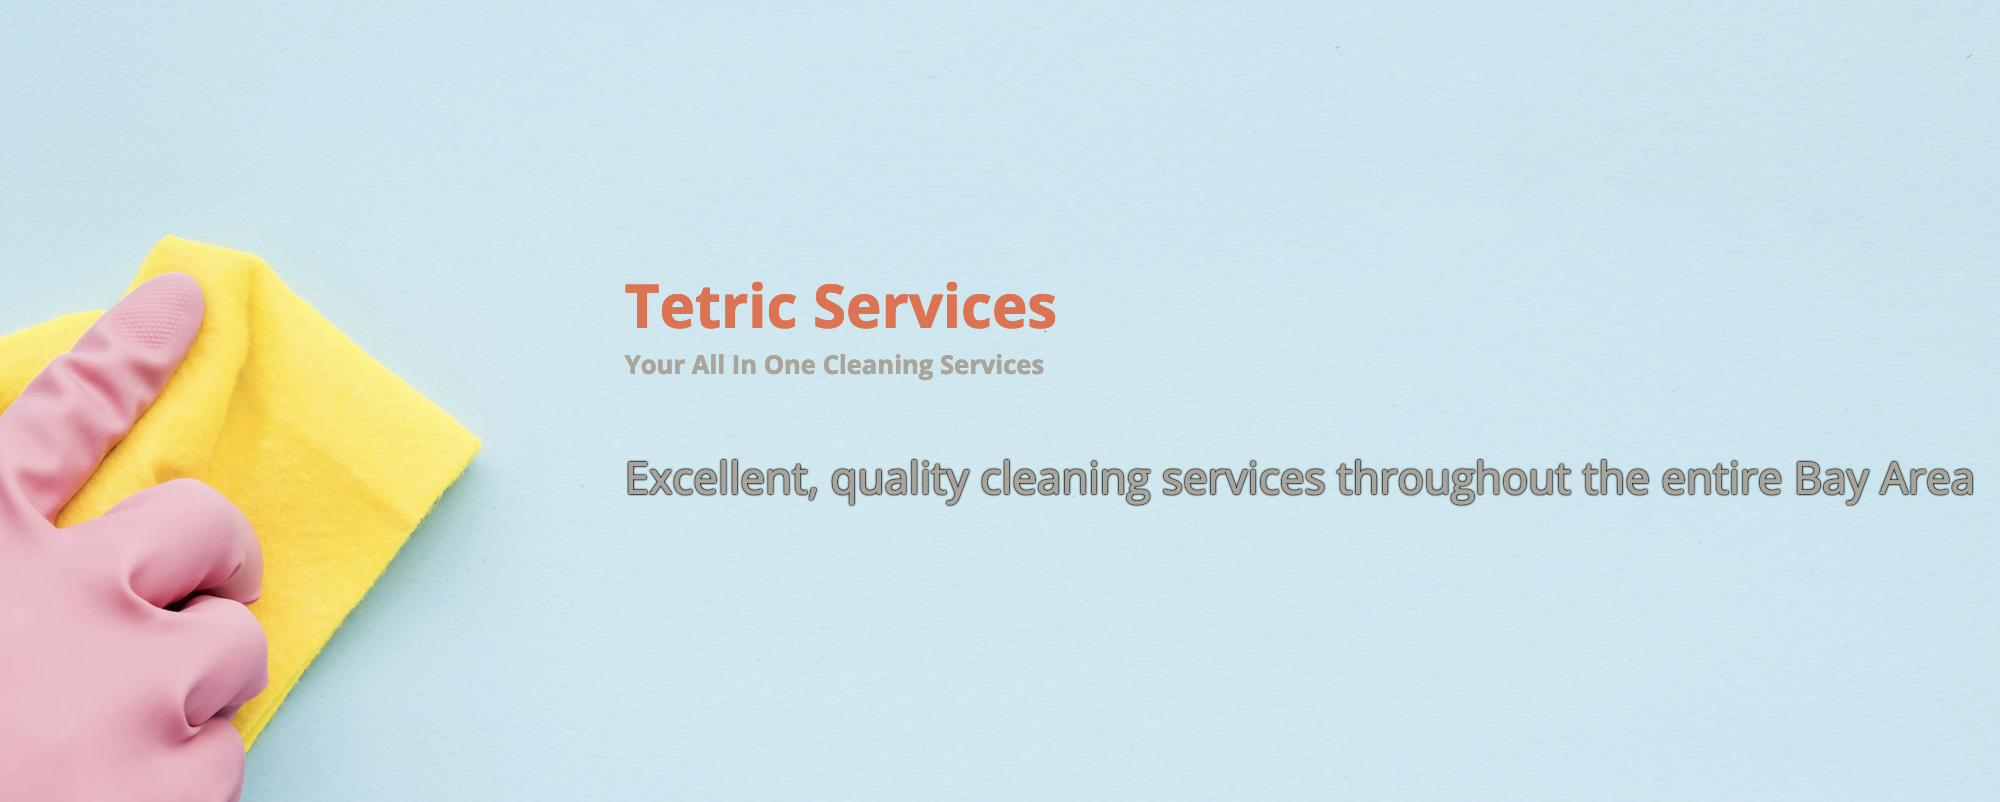 Tetric Services
Your All In One Cleaning Services
Excellent, quality cleaning services throughout the entire Bay Area